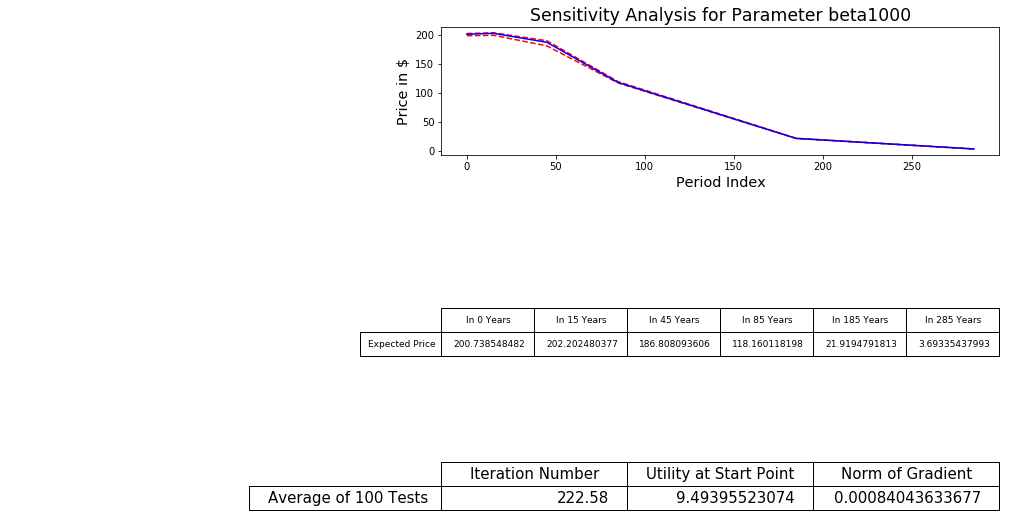 Sensitivity Analysis for Parameter beta1000
Price in $
200
150
100
50
0
0 50 100 150 200 250
Period Index
In 0 Years In 15 Years In 45 Years In 85 Years In 185 Years In 285 Years
Expected Price 200.738548482 202.202480377 186.808093606 118.160118198 21.9194791813 3.69335437993
Iteration Number Utility at Start Point Norm of Gradient
Average of 100 Tests 222.58 9.49395523074 0.00084043633677